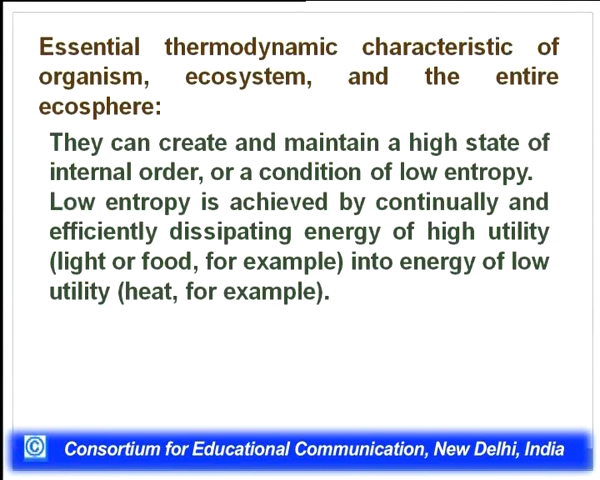 Essential thermodynamic characteristic of
organism, ecosystem, and the entire
ecosphere:
They can create and maintain a high state of
internal order, or a condition of low entropy.
Low entropy is achieved by continually and
efficiently dissipating energy of high utility
(light or food, for example) into energy of low
utility (heat, for example).
© Consortium for Educational Communication, New Delhi, India